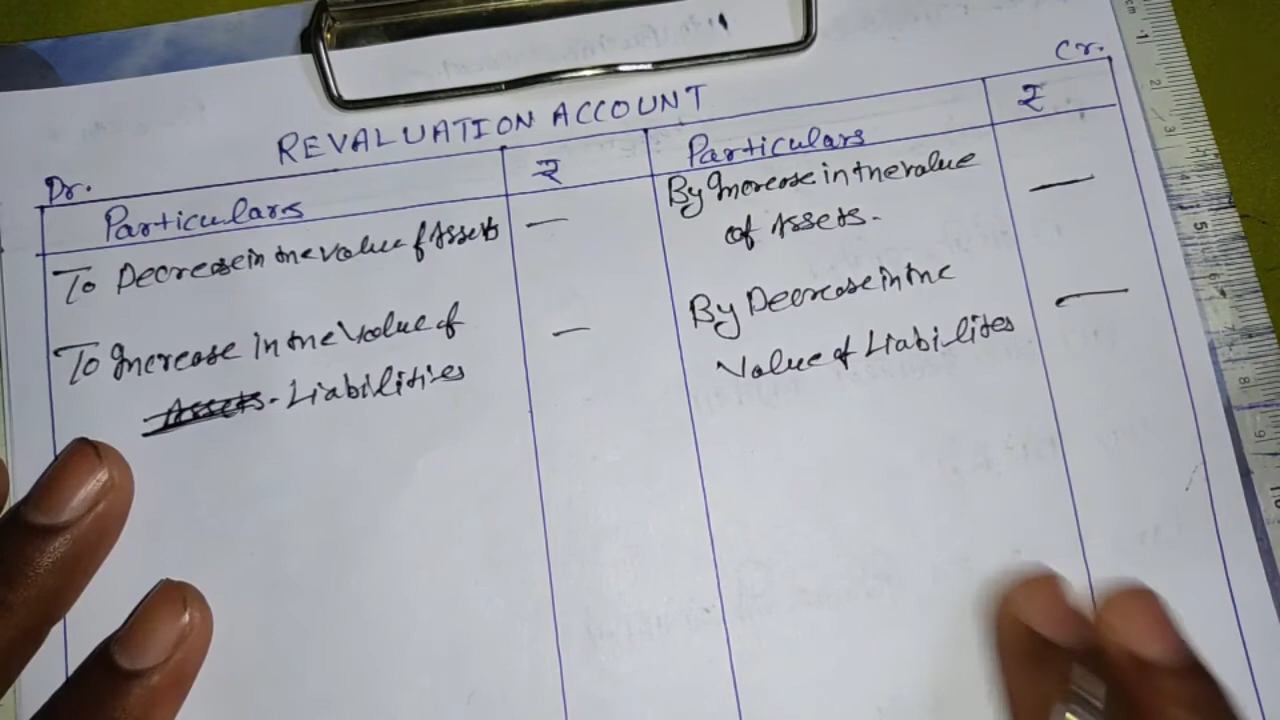 REVALUATION ACCOUNT
Dr.
Cr.
Particulars ₹ Particulars ₹
To Decrease in the value of Assets —
To Increase in the Value of —
Assets - Liabilities
By Increase in the value —
of Assets.
By Decrease in the —
Value of Liabilites